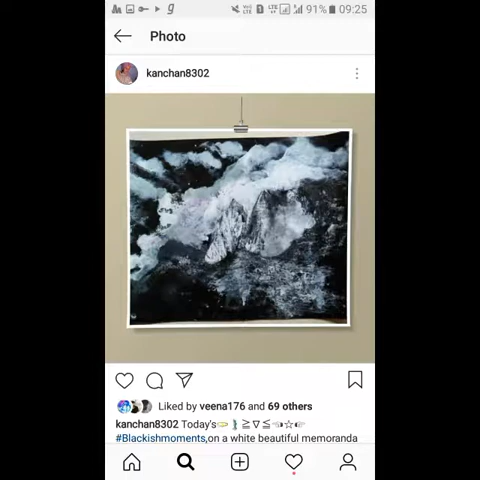 91% 09:25
Photo
kanchan8302
Liked by veena176 and 69 others
kanchan8302 Today's
#Blackishmoments,on a white beautiful memoranda